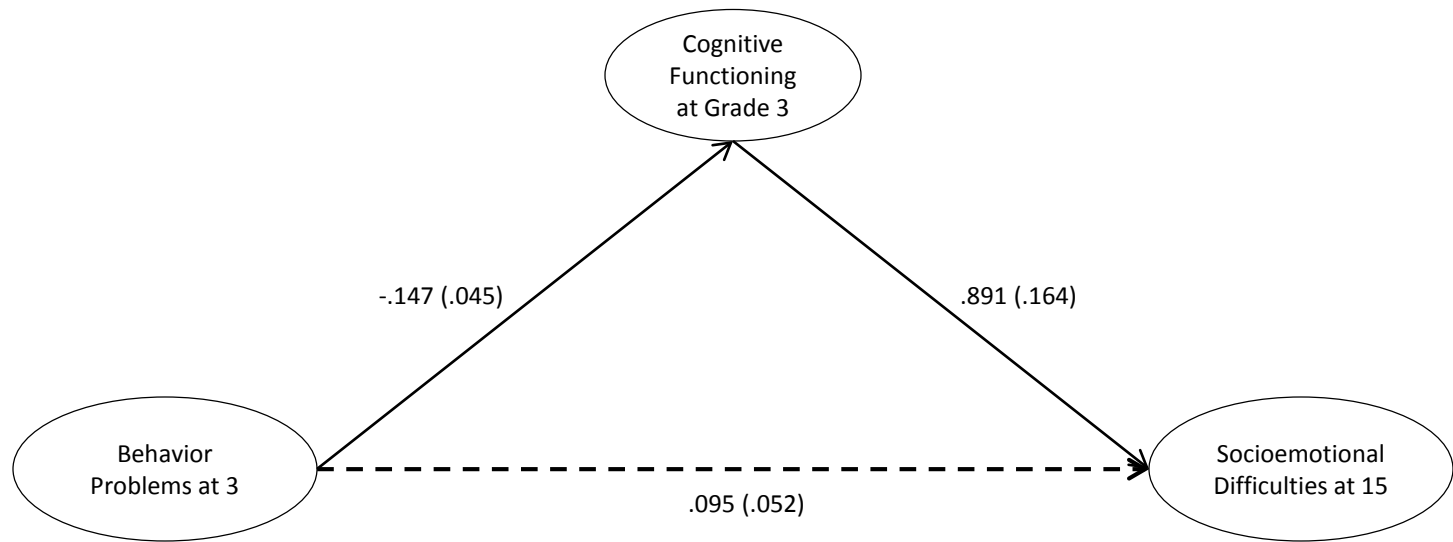 Cognitive
Functioning
at Grade 3
-.147 (.045)
.891 (.164)
Behavior
Problems at 3
.095 (.052)
Socioemotional
Difficulties at 15